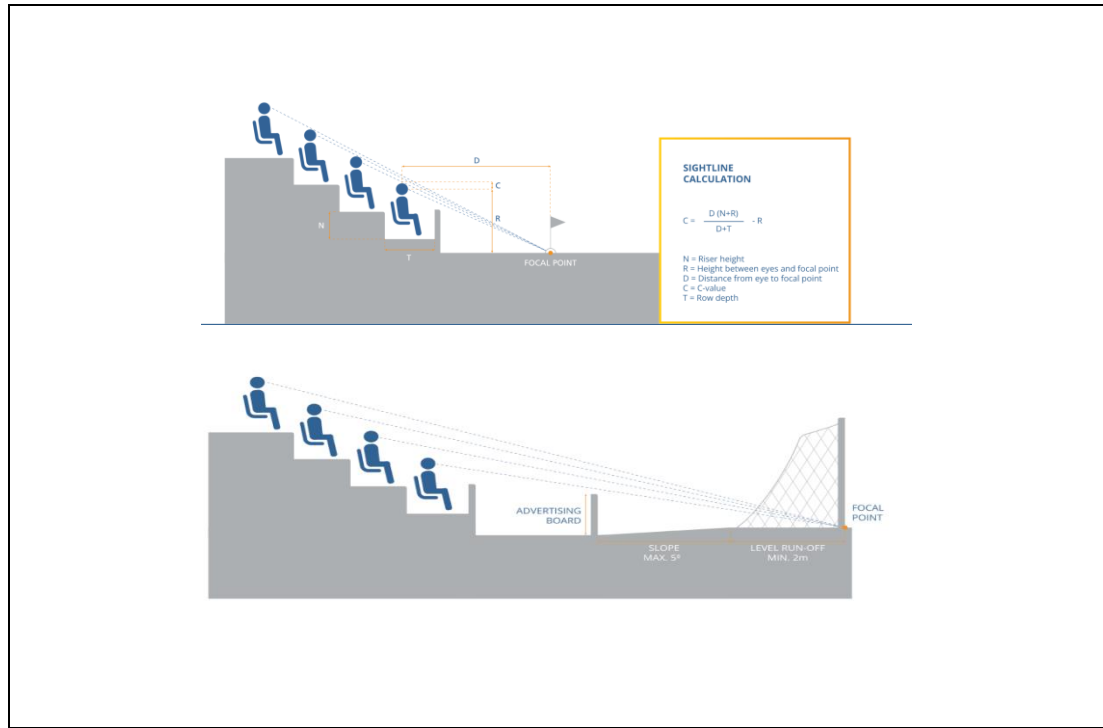 D
C
R
N
T
FOCAL POINT
SIGHTLINE
CALCULATION
C = D (N+R) - R
D+T
N = Riser height
R = Height between eyes and focal point
D = Distance from eye to focal point
C = C-value
T = Row depth
ADVERTISING
BOARD
FOCAL
POINT
SLOPE
MAX. 5º
LEVEL RUN-OFF
MIN. 2m